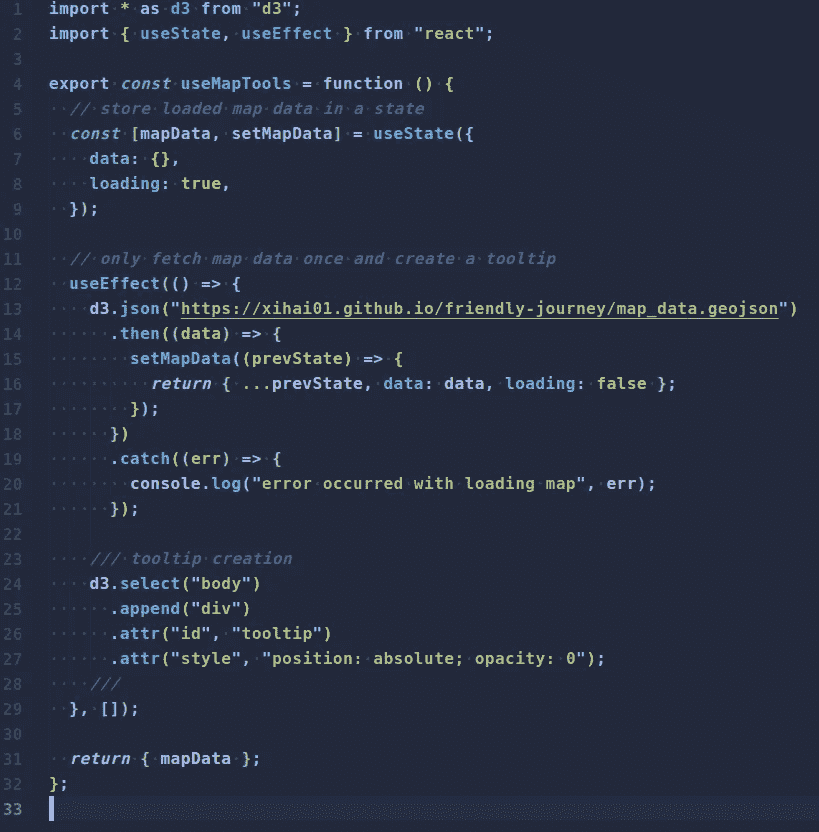 1 import * as d3 from "d3";
2 import { useState, useEffect } from "react";
3
4 export const useMapTools = function () {
5   // store loaded map data in a state
6   const [mapData, setMapData] = useState({
7     data: {},
8     loading: true,
9   });
10
11   // only fetch map data once and create a tooltip
12   useEffect(() => {
13     d3.json("https://xihai01.github.io/friendly-journey/map_data.geojson")
14       .then((data) => {
15         setMapData((prevState) => {
16           return { ...prevState, data: data, loading: false };
17         });
18       })
19       .catch((err) => {
20         console.log("error occurred with loading map", err);
21       });
22
23     /// tooltip creation
24     d3.select("body")
25       .append("div")
26       .attr("id", "tooltip")
27       .attr("style", "position: absolute; opacity: 0");
28     ///
29   }, []);
30
31   return { mapData };
32 };
33